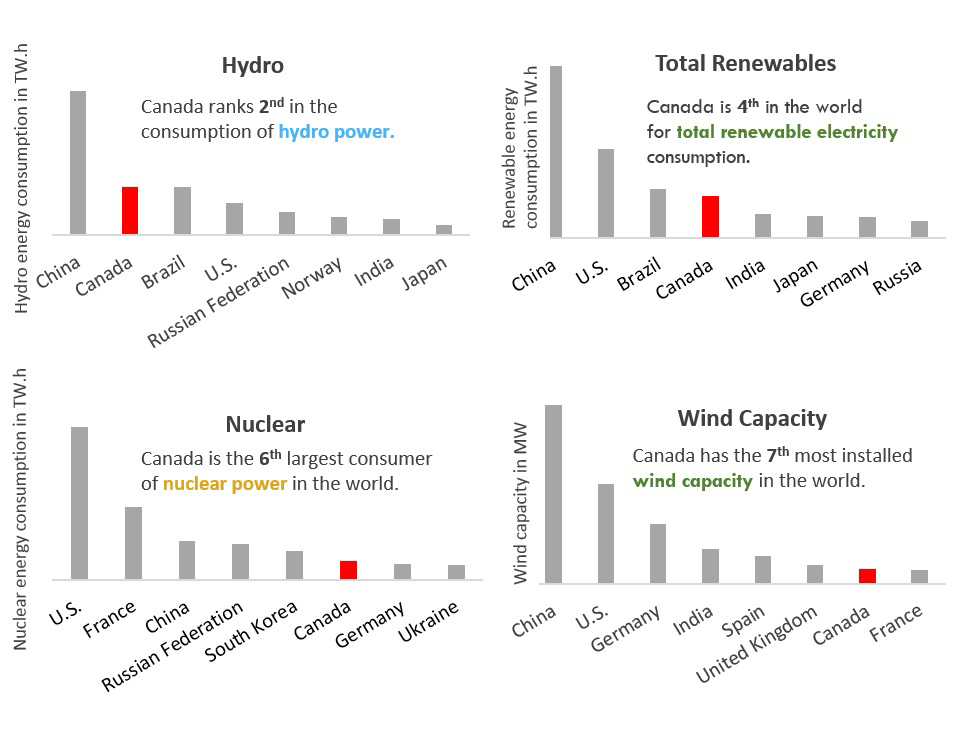 Hydro energy consumption in TW.h
Hydro
Canada ranks 2nd in the
consumption of hydro power.
China
Canada
Brazil
U.S.
Russian Federation
Norway
India
Japan
Renewable energy
consumption in TW.h
Total Renewables
Canada is 4th in the world
for total renewable electricity
consumption.
China
U.S.
Brazil
Canada
India
Japan
Germany
Russia
Nuclear energy consumption in TW.h
Nuclear
Canada is the 6th largest consumer
of nuclear power in the world.
U.S.
France
China
Russian Federation
South Korea
Canada
Germany
Ukraine
Wind capacity in MW
Wind Capacity
Canada has the 7th most installed
wind capacity in the world.
China
U.S.
Germany
India
Spain
United Kingdom
Canada
France